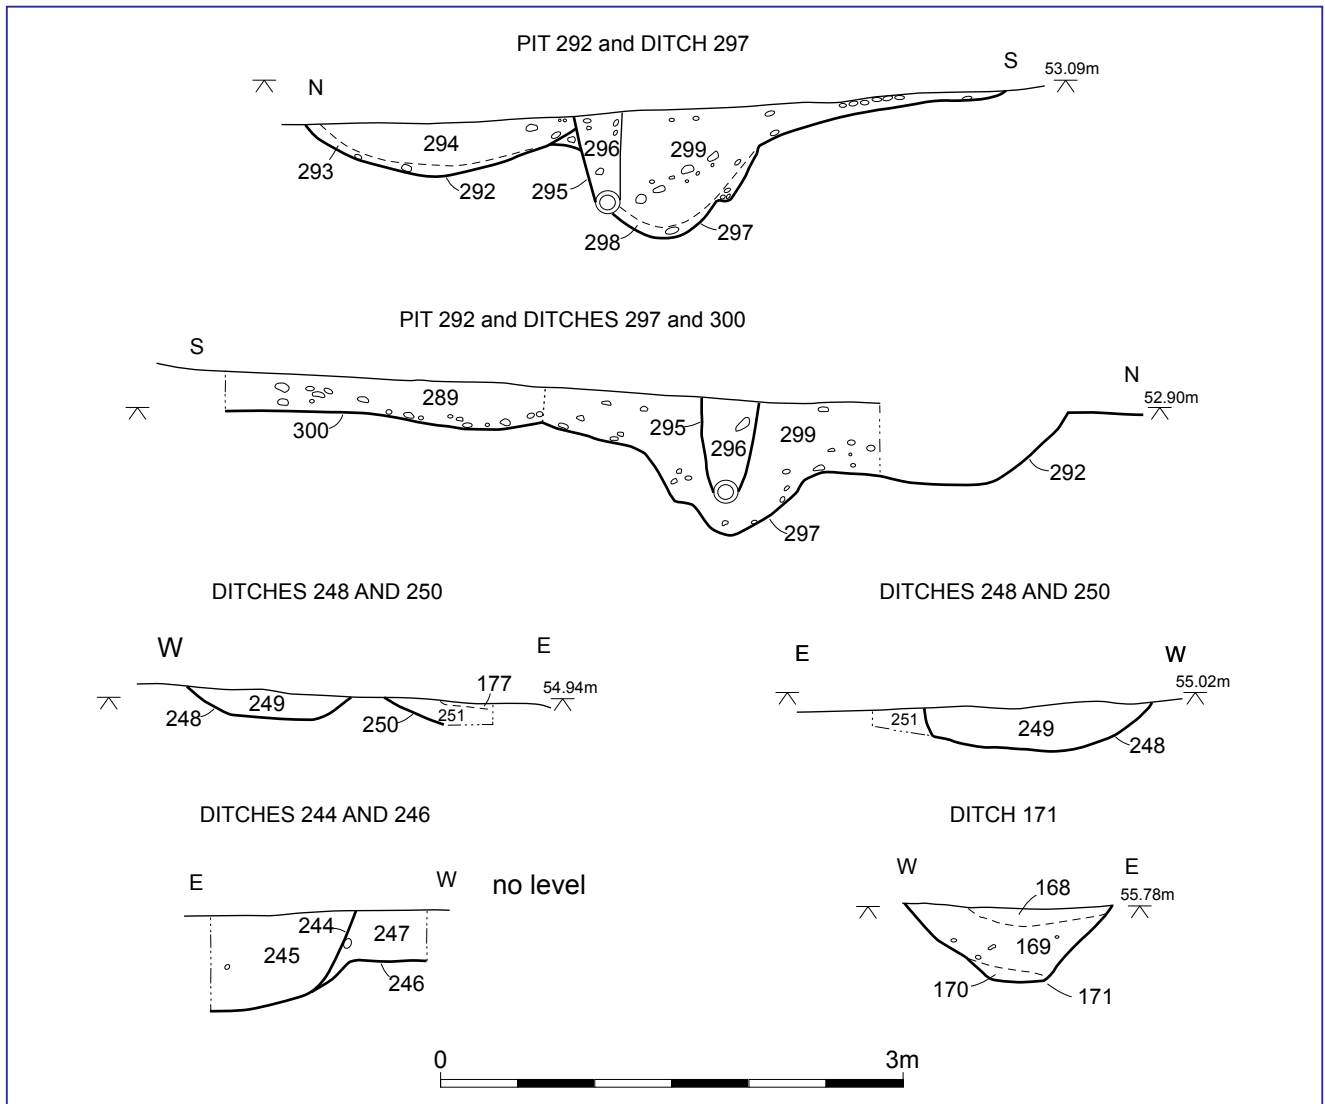 PIT 292 and DITCH 297
N
S
53.09m
294
296
299
293
292
295
298
297
PIT 292 and DITCHES 297 and 300
S
N
52.90m
289
300
295
296
299
292
297
DITCHES 248 AND 250
W
E
54.94m
177
249
248
250
251
DITCHES 248 AND 250
E
W
55.02m
251
249
248
DITCHES 244 AND 246
E
W
no level
244
247
245
246
DITCH 171
W
E
168
55.78m
169
170
171
0
3m